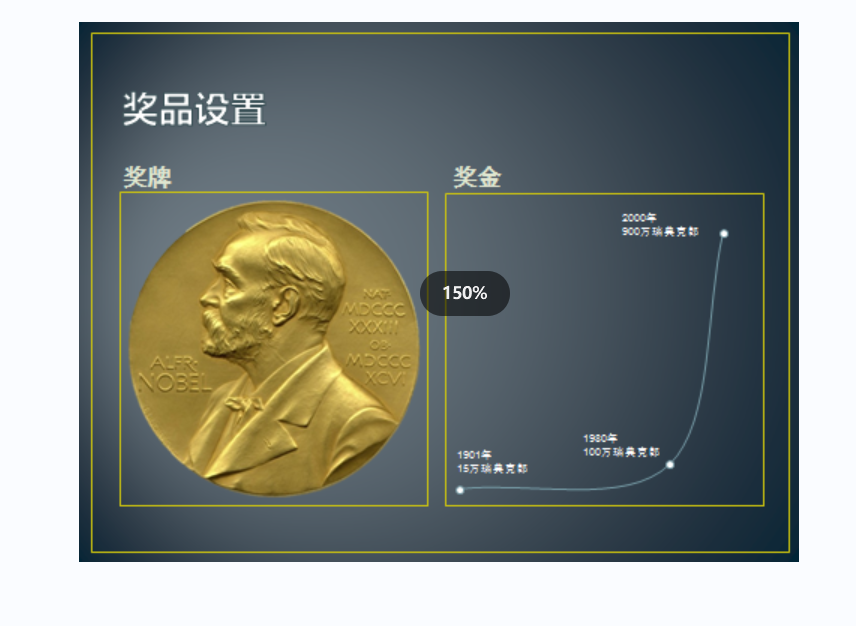 奖品设置
奖牌
奖金
NAT.
MDCCC
XXXIII
OB.
MDCCC
XCVI
ALFR.
NOBEL
150%
2000年
900万瑞典克郎
1980年
100万瑞典克郎
1901年
15万瑞典克郎